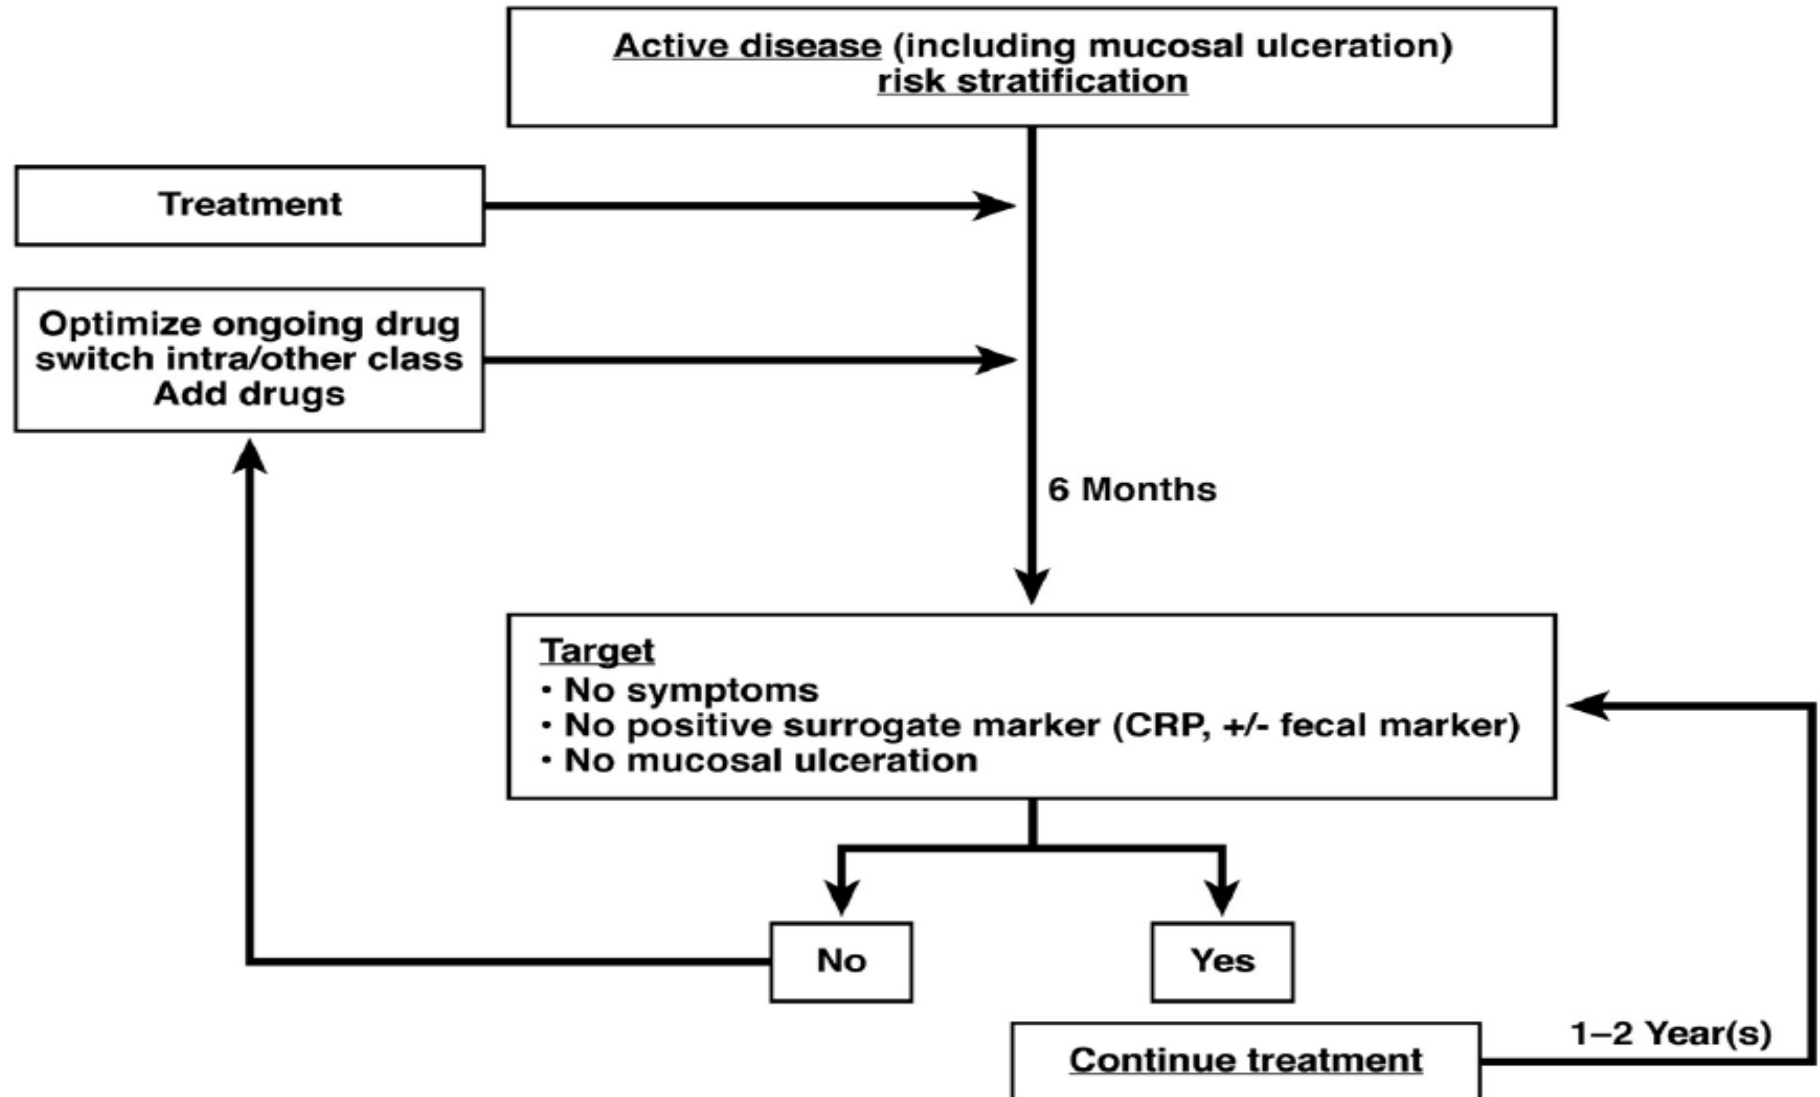 Active disease (including mucosal ulceration)
risk stratification
Treatment
Optimize ongoing drug
switch intra/other class
Add drugs
6 Months
Target
• No symptoms
• No positive surrogate marker (CRP, +/- fecal marker)
• No mucosal ulceration
No
Yes
Continue treatment
1–2 Year(s)